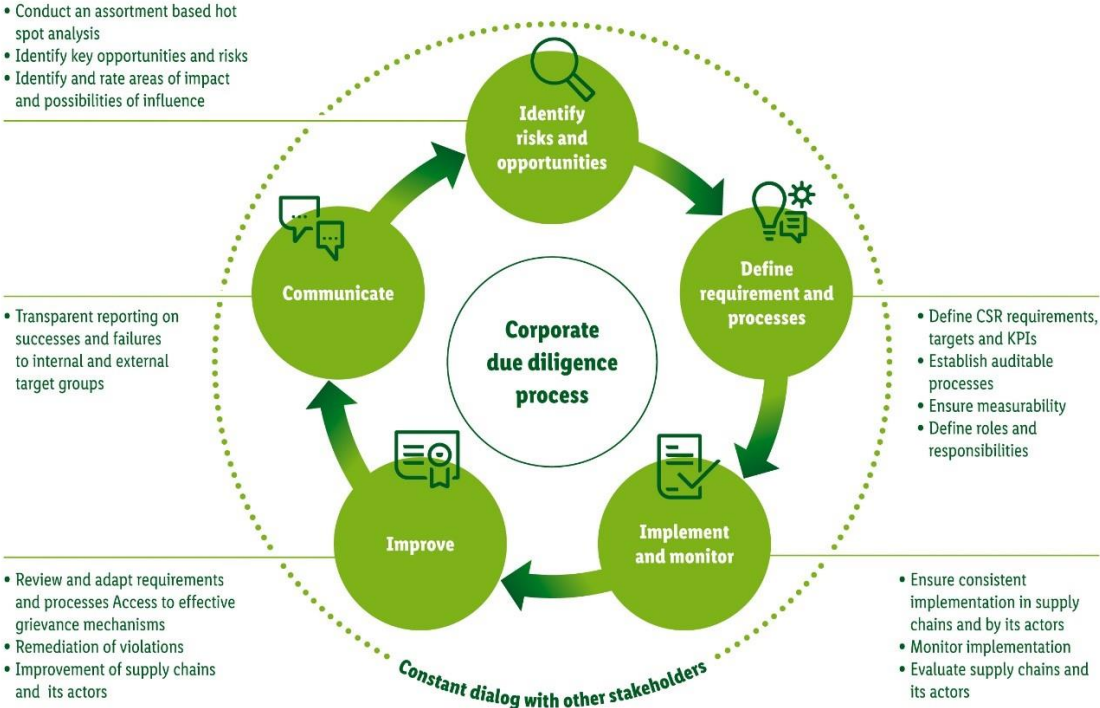 • Conduct an assortment based hot
spot analysis
• Identify key opportunities and risks
• Identify and rate areas of impact
and possibilities of influence
Identify
risks and
opportunities
Define
requirement and
processes
• Define CSR requirements,
targets and KPIs
• Establish auditable
processes
• Ensure measurability
• Define roles and
responsibilities
Implement
and monitor
• Ensure consistent
implementation in supply
chains and by its actors
• Monitor implementation
• Evaluate supply chains and
its actors
Improve
• Review and adapt requirements
and processes Access to effective
grievance mechanisms
• Remediation of violations
• Improvement of supply chains
and its actors
Communicate
• Transparent reporting on
successes and failures
to internal and external
target groups
Corporate
due diligence
process
Constant dialog with other stakeholders